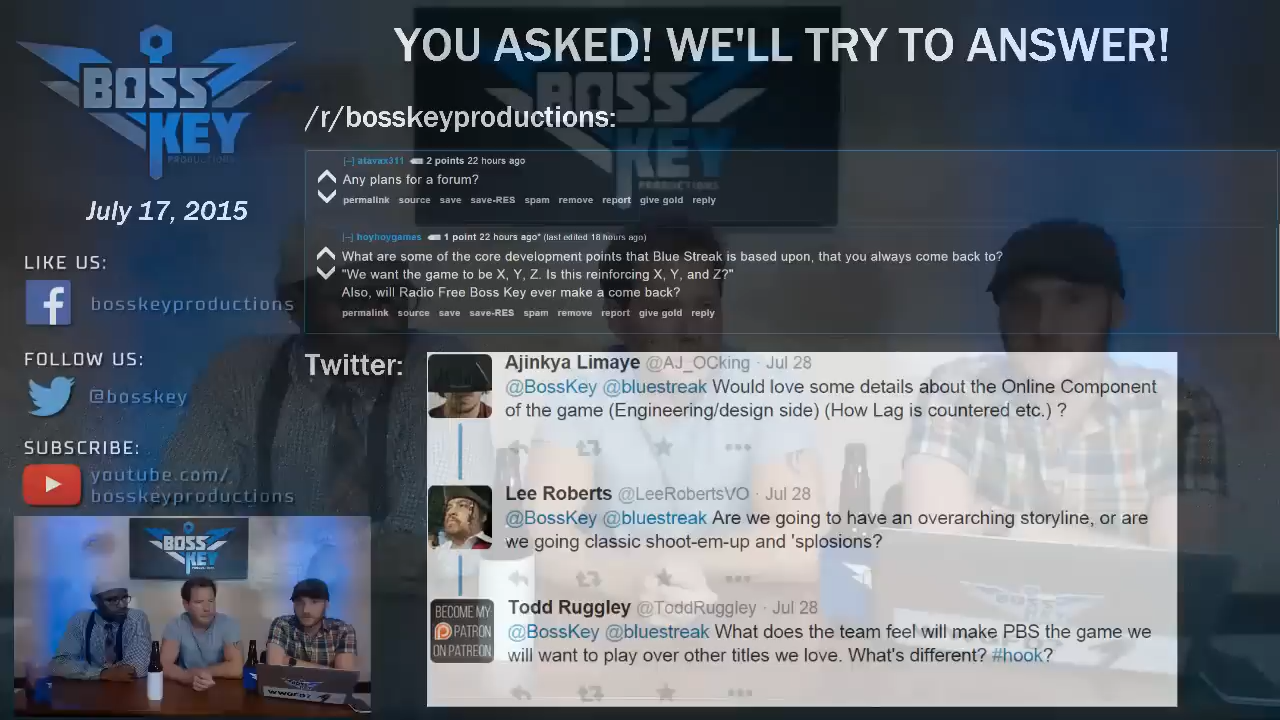 YOU ASKED! WE'LL TRY TO ANSWER!
BOSS
KEY
PRODUCTIONS
July 17, 2015
LIKE US:
bosskeyproductions
FOLLOW US:
@bosskey
SUBSCRIBE:
youtube.com/
bosskeyproductions
BOSS
KEY
/r/bosskeyproductions:
BOSS
KEY
PRODUCTIONS
[–] atavax311 2 points 22 hours ago
Any plans for a forum?
permalink source save save-RES spam remove report give gold reply
[–] hoyhoygames 1 point 22 hours ago* (last edited 18 hours ago)
What are some of the core development points that Blue Streak is based upon, that you always come back to?
"We want the game to be X, Y, Z. Is this reinforcing X, Y, and Z?"
Also, will Radio Free Boss Key ever make a come back?
permalink source save save-RES spam remove report give gold reply
Twitter:
Ajinkya Limaye @AJ_OCking · Jul 28
@BossKey @bluestreak Would love some details about the Online Component
of the game (Engineering/design side) (How Lag is countered etc.) ?
Lee Roberts @LeeRobertsVO · Jul 28
@BossKey @bluestreak Are we going to have an overarching storyline, or are
we going classic shoot-em-up and 'splosions?
BECOME MY
PATRON
ON PATREON
Todd Ruggley @ToddRuggley · Jul 28
@BossKey @bluestreak What does the team feel will make PBS the game we
will want to play over other titles we love. What's different? #hook?